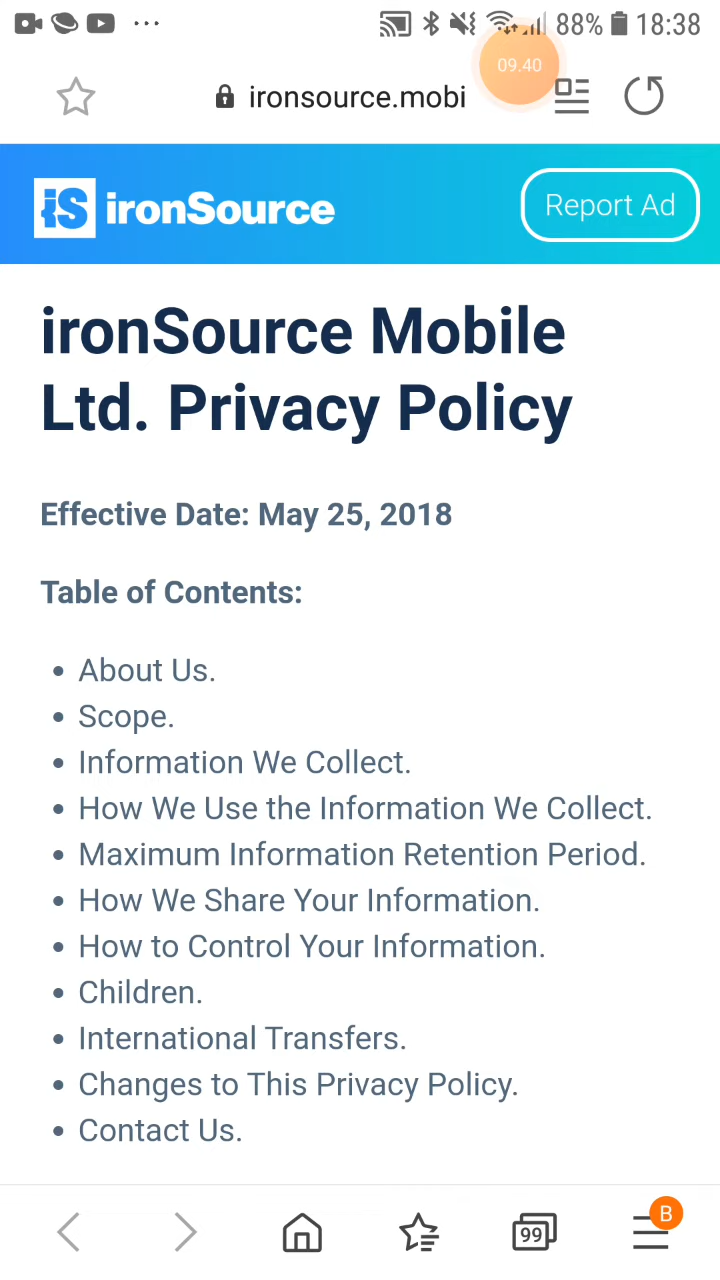 88% 18:38
09.40
ironsource.mobi
iS ironSource
Report Ad
ironSource Mobile
Ltd. Privacy Policy
Effective Date: May 25, 2018
Table of Contents:
• About Us.
• Scope.
• Information We Collect.
• How We Use the Information We Collect.
• Maximum Information Retention Period.
• How We Share Your Information.
• How to Control Your Information.
• Children.
• International Transfers.
• Changes to This Privacy Policy.
• Contact Us.
99
B